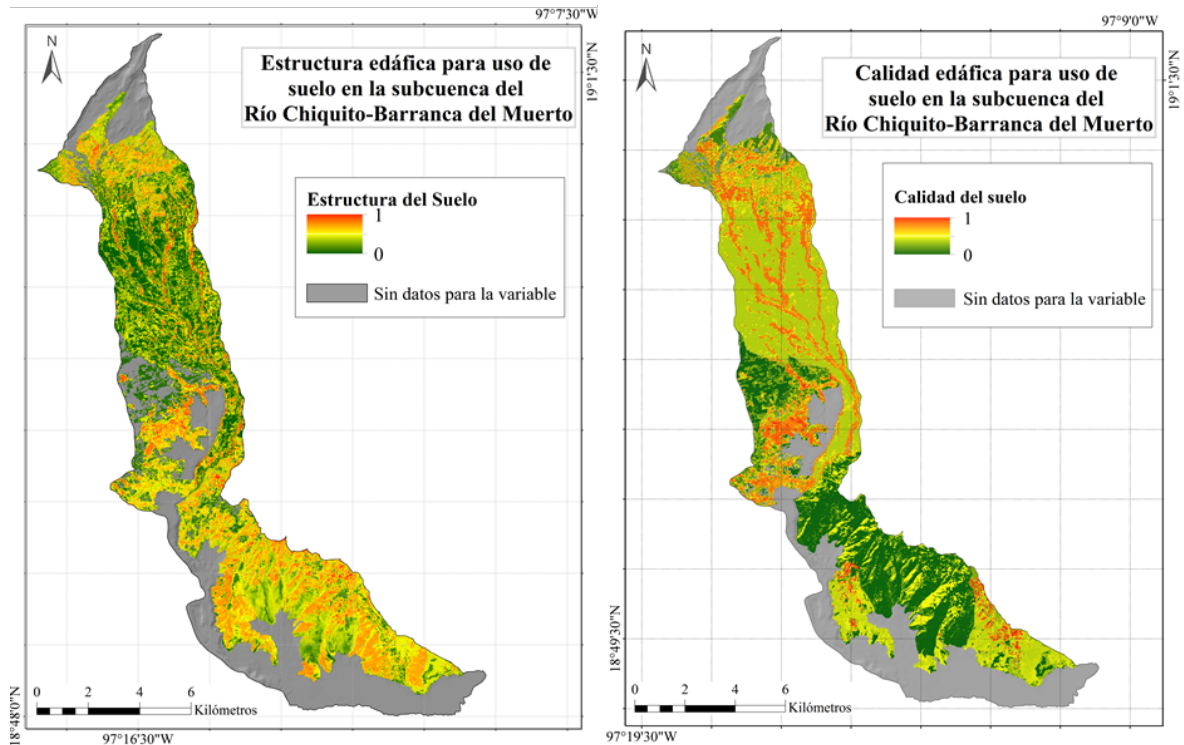 97°7'30"W
N
Estructura edáfica para uso de
suelo en la subcuenca del
Río Chiquito-Barranca del Muerto
19°1'30"N
Estructura del Suelo
1
0
Sin datos para la variable
0 2 4 6
Kilómetros
18°48'0"N
97°16'30"W
97°9'0"W
N
Calidad edáfica para uso de
suelo en la subcuenca del
Río Chiquito-Barranca del Muerto
19°1'30"N
Calidad del suelo
1
0
Sin datos para la variable
18°49'30"N
0 2 4 6
Kilómetros
97°19'30"W